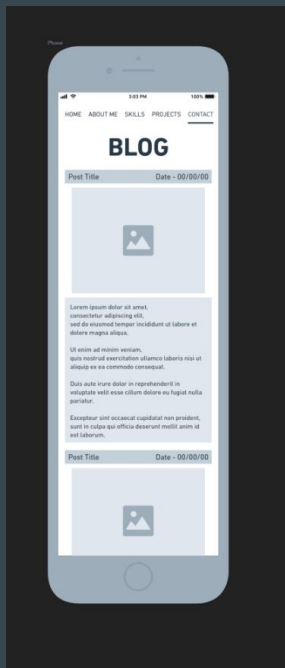 Phone
3:03 PM 100%
HOME ABOUT ME SKILLS PROJECTS CONTACT
BLOG
Post Title Date - 00/00/00
Lorem ipsum dolor sit amet,
consectetur adipiscing elit,
sed do eiusmod tempor incididunt ut labore et
dolore magna aliqua.
Ut enim ad minim veniam,
quis nostrud exercitation ullamco laboris nisi ut
aliquip ex ea commodo consequat.
Duis aute irure dolor in reprehenderit in
voluptate velit esse cillum dolore eu fugiat nulla
pariatur.
Excepteur sint occaecat cupidatat non proident,
sunt in culpa qui officia deserunt mollit anim id
est laborum.
Post Title Date - 00/00/00